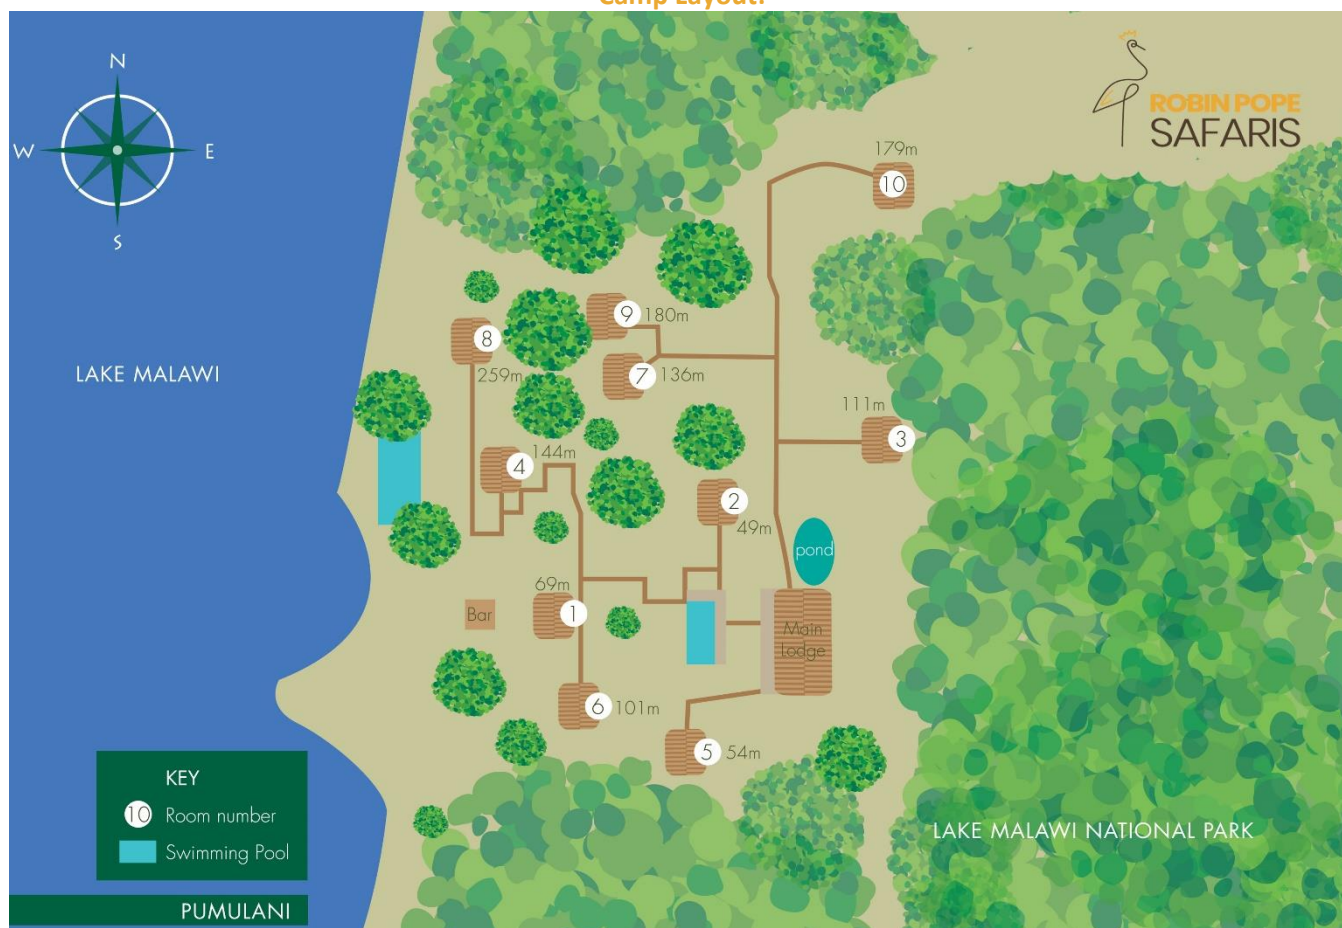 Camp Layout:
N
W
E
S
ROBIN POPE
SAFARIS
179m
10
9
180m
8
259m
7
136m
LAKE MALAWI
111m
3
144m
4
2
49m
pond
69m
1
Bar
Main
Lodge
6
101m
5
54m
KEY
10
Room number
Swimming Pool
PUMULANI
LAKE MALAWI NATIONAL PARK